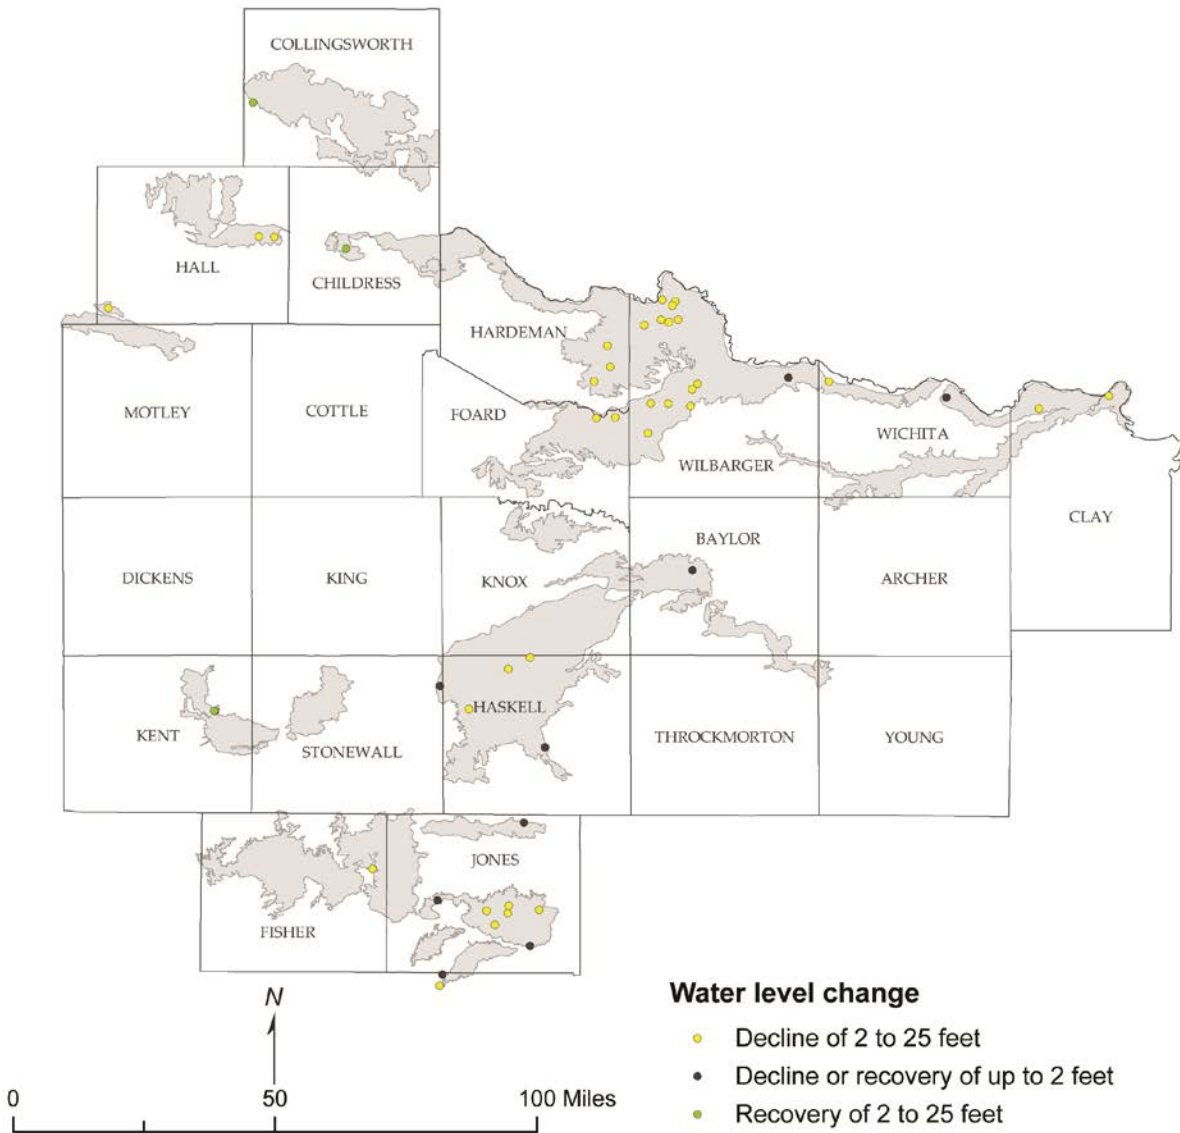 COLLINGSWORTH
HALL
CHILDRESS
HARDEMAN
MOTLEY
COTTLE
FOARD
WICHITA
WILBARGER
CLAY
BAYLOR
DICKENS
KING
KNOX
ARCHER
HASKELL
KENT
STONEWALL
THROCKMORTON
YOUNG
JONES
FISHER
N
0
50
100 Miles
Water level change
Decline of 2 to 25 feet
Decline or recovery of up to 2 feet
Recovery of 2 to 25 feet